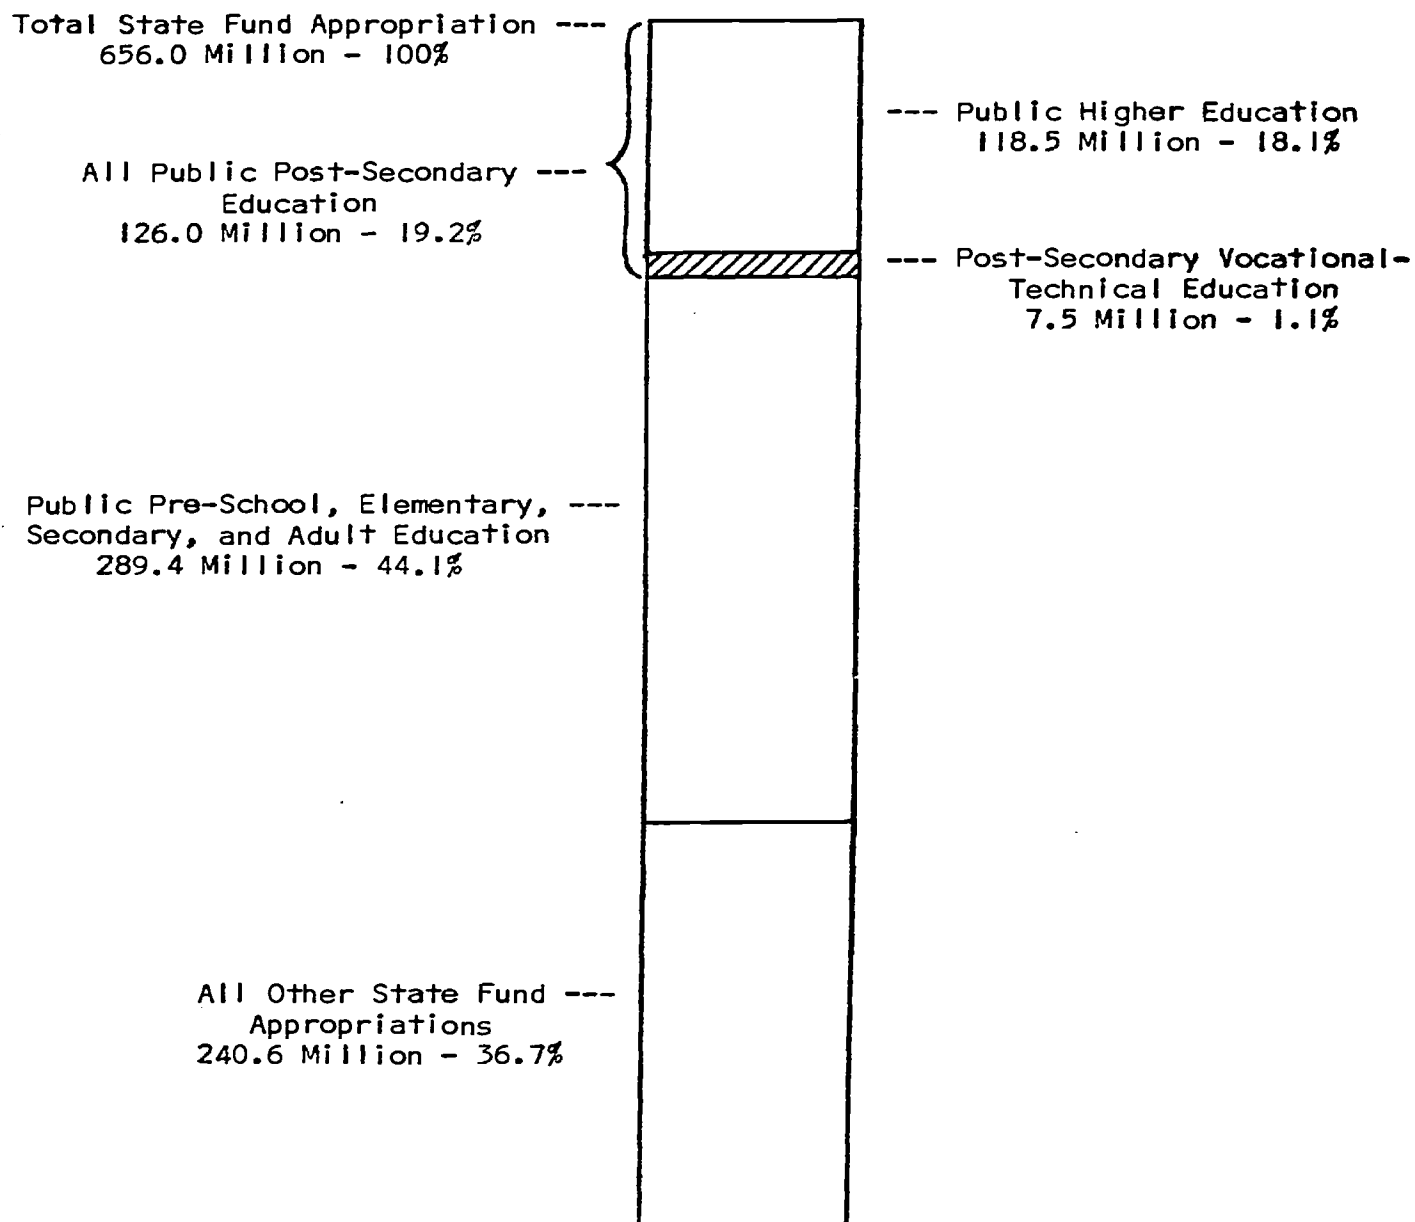 Total State Fund Appropriation ---
656.0 Million - 100%
--- Public Higher Education
118.5 Million - 18.1%
All Public Post-Secondary ---
Education
126.0 Million - 19.2%
--- Post-Secondary Vocational-
Technical Education
7.5 Million - 1.1%
Public Pre-School, Elementary, ---
Secondary, and Adult Education
289.4 Million - 44.1%
All Other State Fund ---
Appropriations
240.6 Million - 36.7%